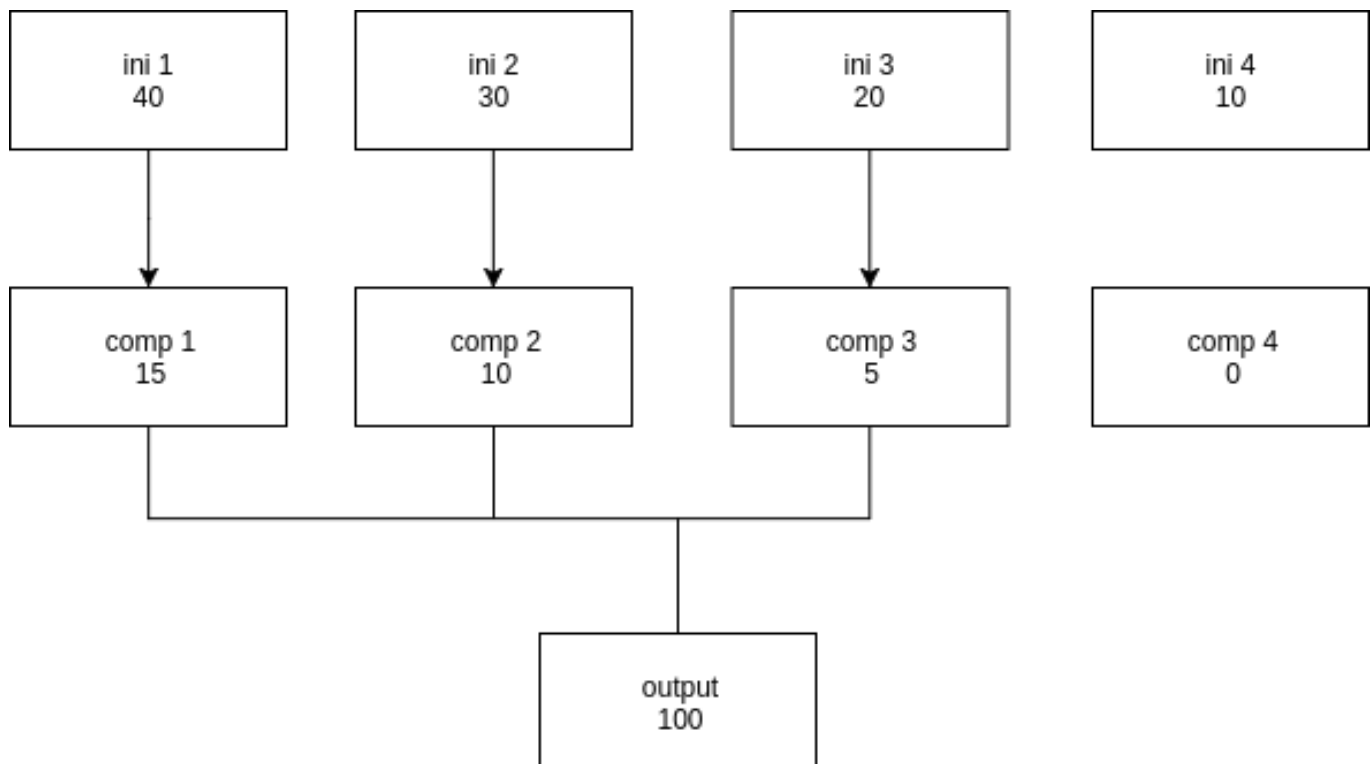 ini 1
40
ini 2
30
ini 3
20
ini 4
10
comp 1
15
comp 2
10
comp 3
5
comp 4
0
output
100